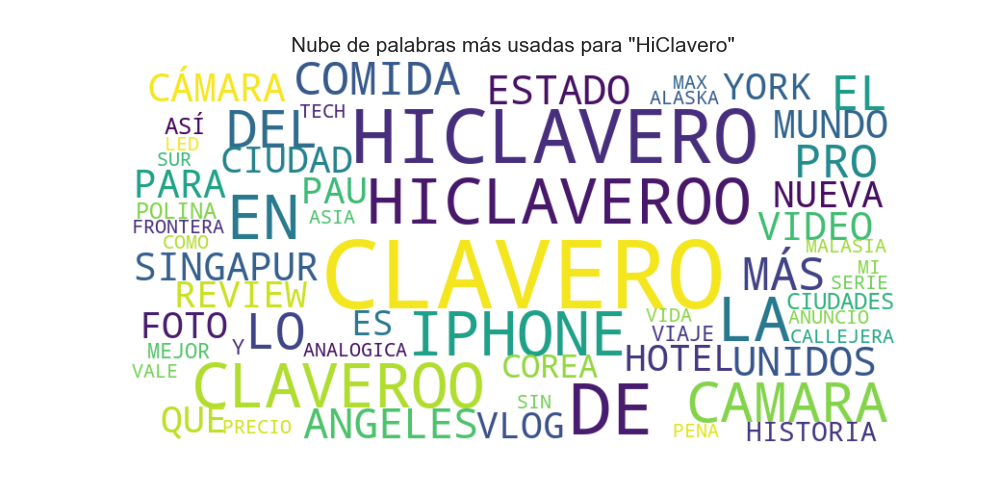 Nube de palabras más usadas para "HiClavero"
CÁMARA COMIDA ESTADO MAX YORK EL
ALASKA
ASÍ DEL TECH HICLAVERO MUNDO
LED
SUR CIUDAD PRO
PARA PAU HICLAVEROO NUEVA
POLINA ASIA EN VIDEO
FRONTERA
COMO CLAVERO MALASIA
SINGAPUR MÁS MI
SERIE
REVIEW CIUDADES
FOTO LO ES IPHONE VIDA LA ANUNCIO
VIAJE CALLEJERA
MEJOR Y ANALOGICA HOTEL UNIDOS
VALE CLAVEROO COREA
SIN DE CAMARA
QUE PRECIO ANGELES VLOG PENA HISTORIA